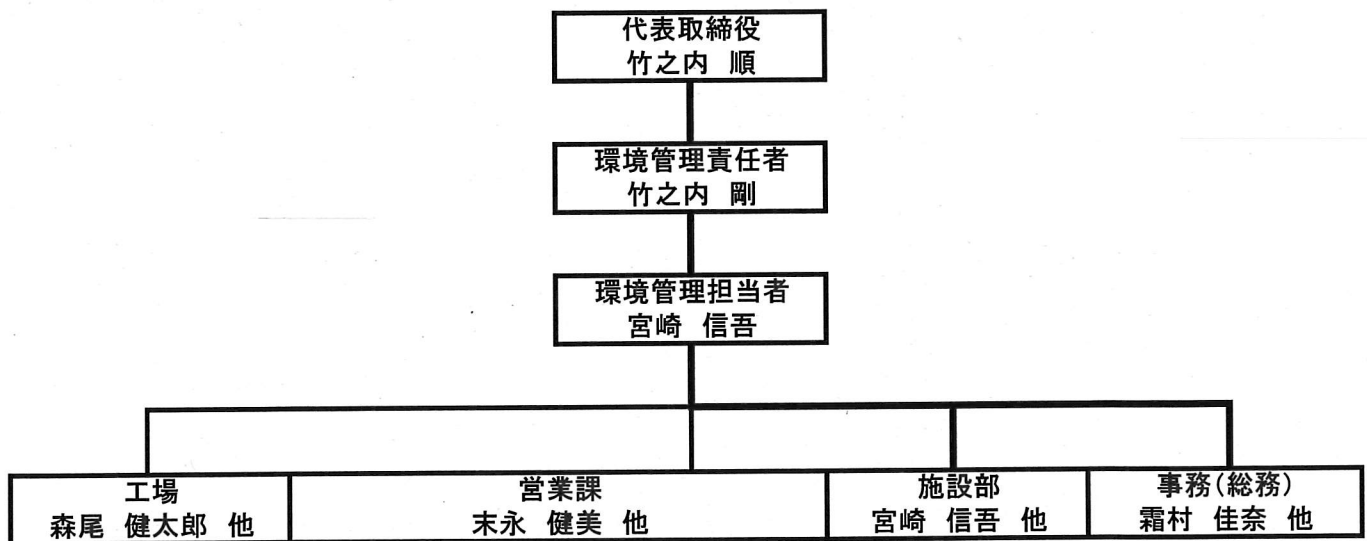 代表取締役
竹之内 順
環境管理責任者
竹之内 剛
環境管理担当者
宮崎 信吾
工場
森尾 健太郎 他
営業課
末永 健美 他
施設部
宮崎 信吾 他
事務(総務)
霜村 佳奈 他